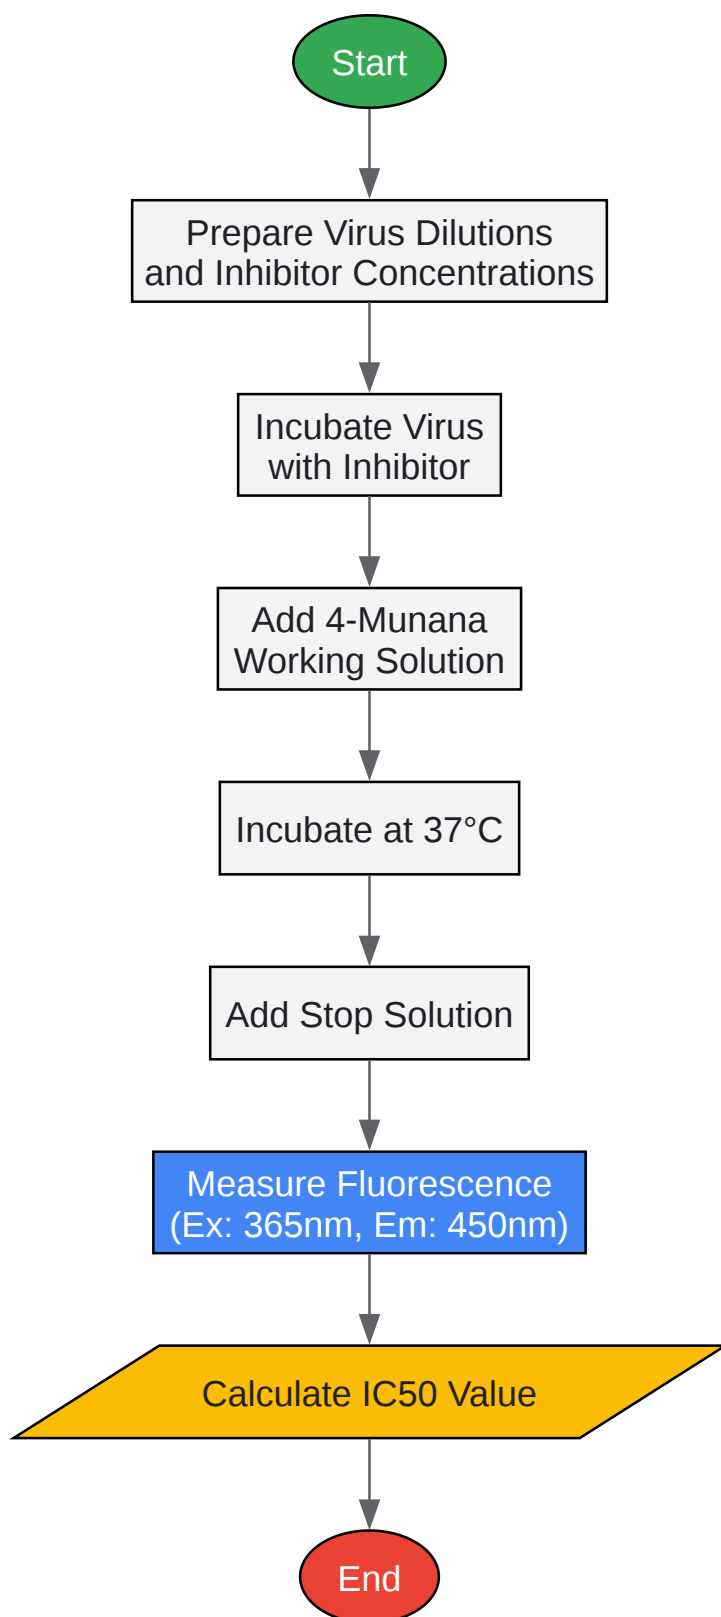 Start
Prepare Virus Dilutions
and Inhibitor Concentrations
Incubate Virus
with Inhibitor
Add 4-Munana
Working Solution
Incubate at 37°C
Add Stop Solution
Measure Fluorescence
(Ex: 365nm, Em: 450nm)
Calculate IC50 Value
End